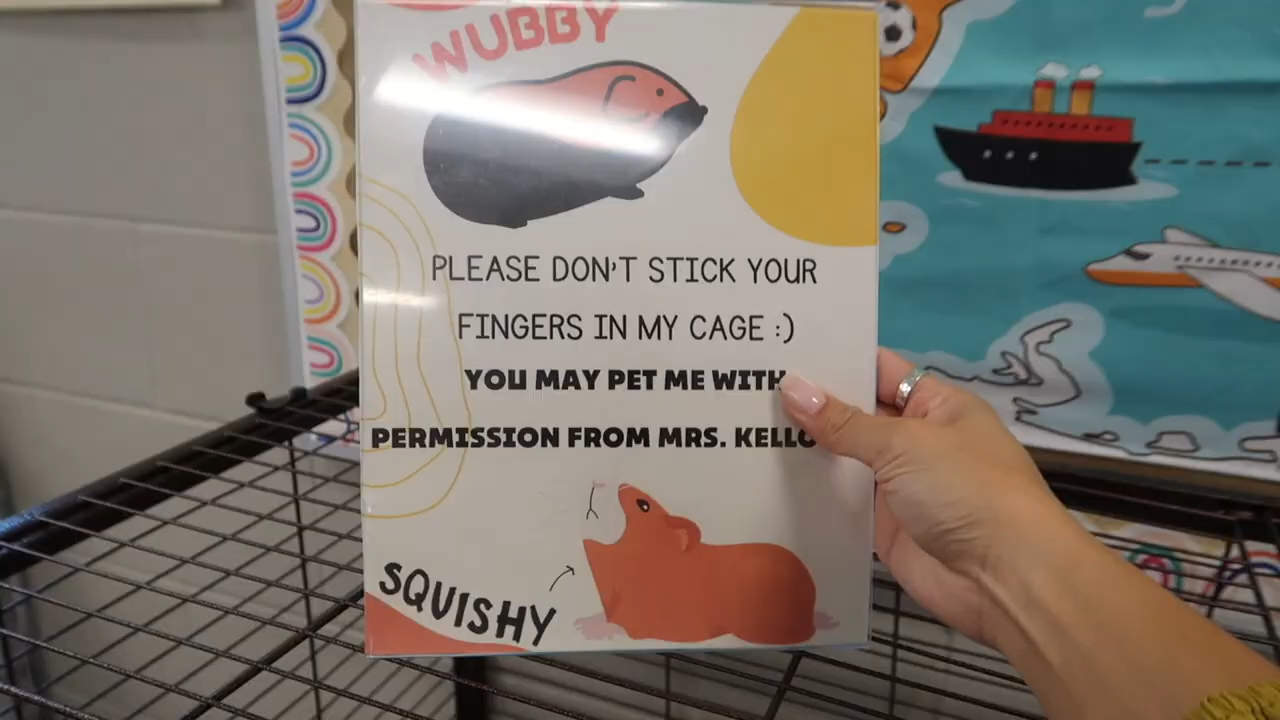 WUBBY
PLEASE DON'T STICK YOUR
FINGERS IN MY CAGE :)
YOU MAY PET ME WITH
PERMISSION FROM MRS.
SQUISHY